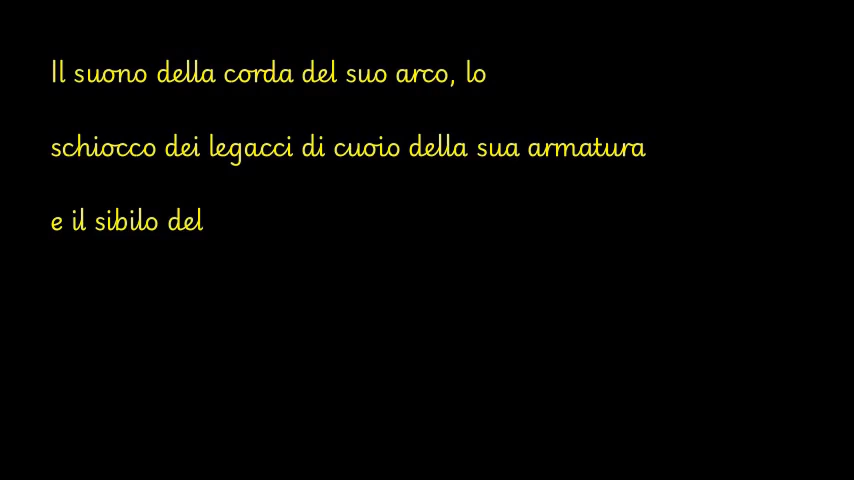 Il suono della corda del suo arco, lo
schiocco dei legacci di cuoio della sua armatura
e il sibilo del